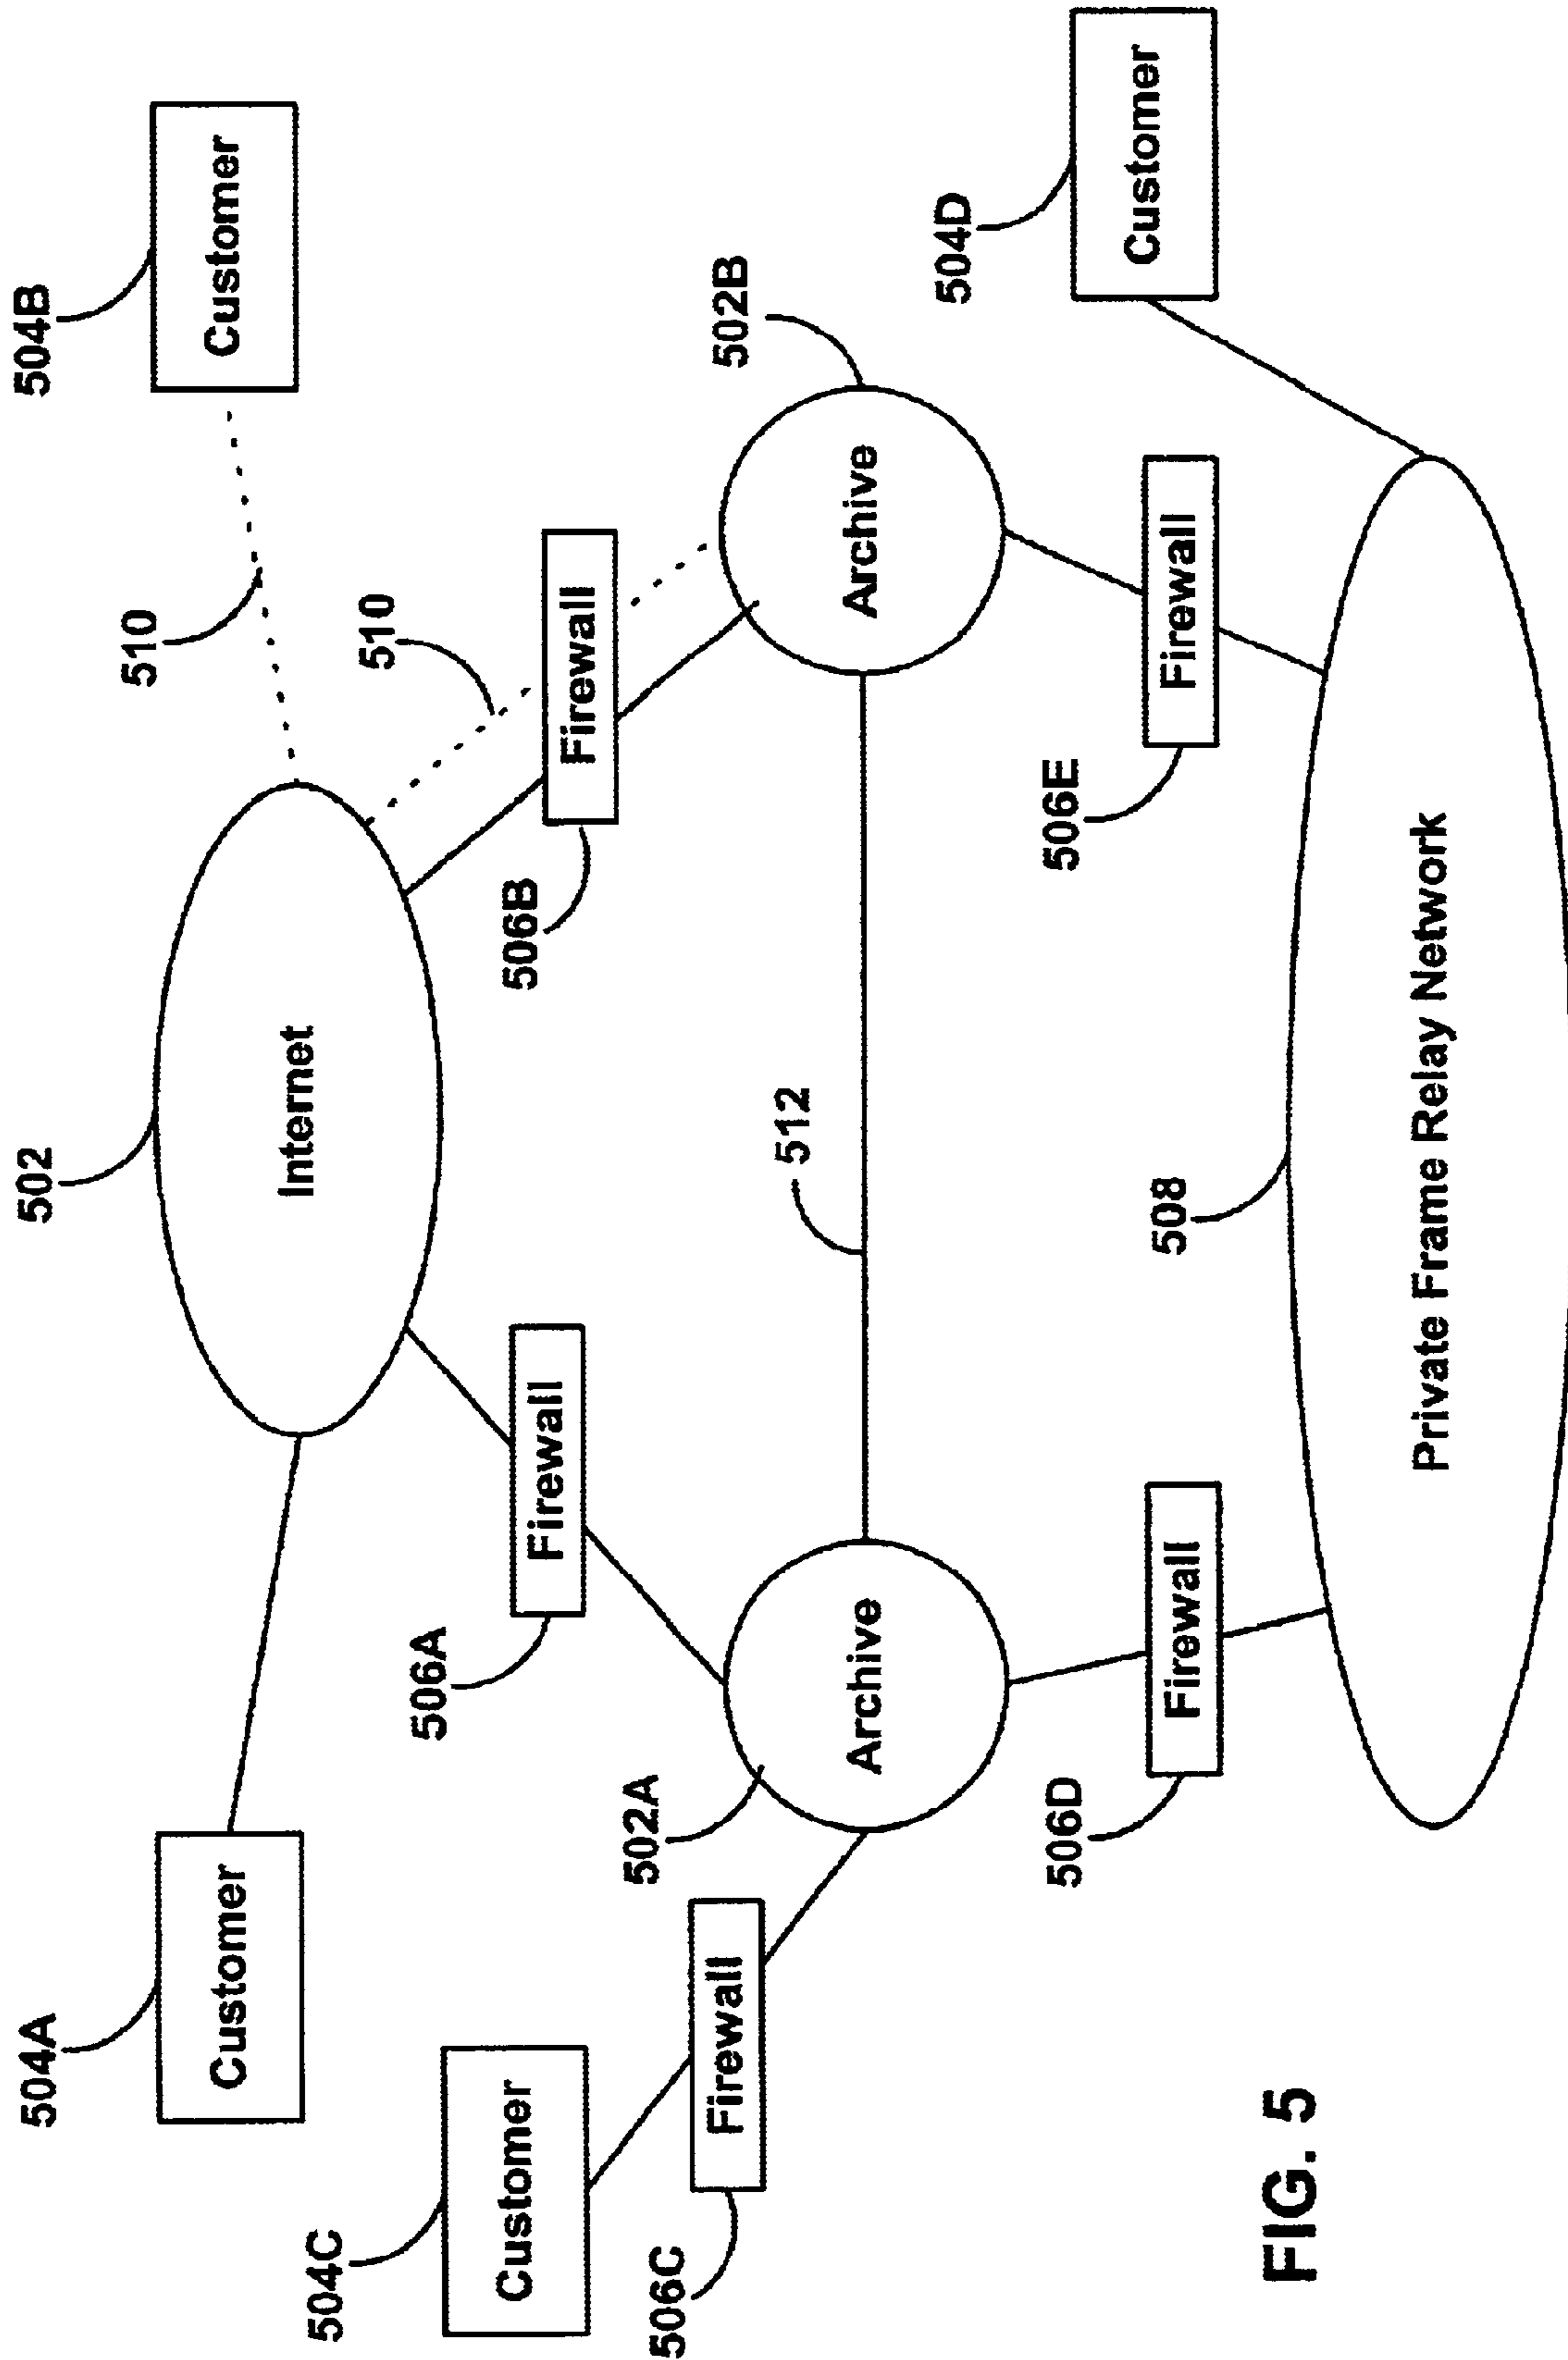 502
504A
Customer
Internet
504B
Customer
510
510
504C
Customer
506A
Firewall
506B
Firewall
506C
Firewall
502A
Archive
502B
Archive
512
504D
Customer
506D
Firewall
506E
Firewall
508
Private Frame Relay Network
FIG. 5